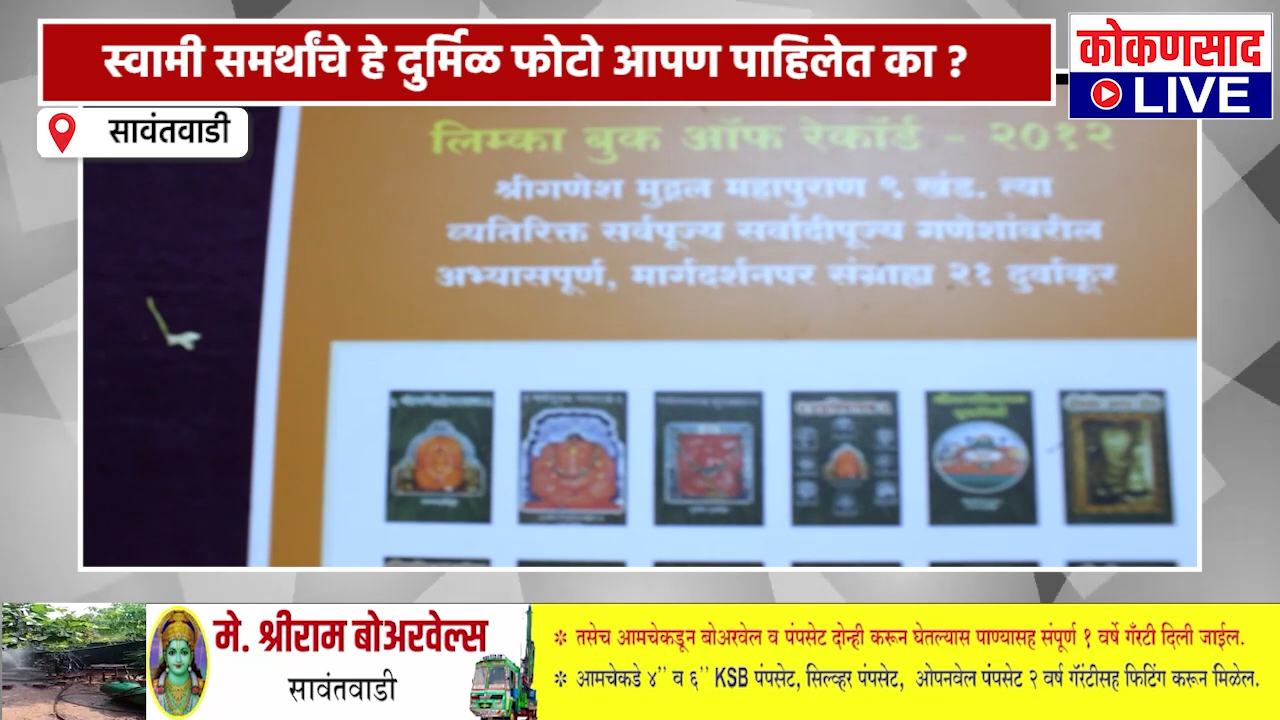 स्वामी समर्थांचे हे दुर्मिळ फोटो आपण पाहिलेत का ?
कोकणसाद
LIVE
सावंतवाडी
लिम्का बुक ऑफ रेकॉर्ड - २०१२
श्रीगणेश मुद्गल महापुराण ९ खंड. त्या
व्यतिरिक्त सर्वपूज्य सर्वादीपूज्य गणेशांवरील
अभ्यासपूर्ण, मार्गदर्शनपर संग्राह्य २१ दुर्वांकूर
मे. श्रीराम बोअरवेल्स
सावंतवाडी
* तसेच आमचेकडून बोअरवेल व पंपसेट दोन्ही करून घेतल्यास पाण्यासह संपूर्ण १ वर्षे गॅरटी दिली जाईल.
* आमचेकडे ४'' व ६'' KSB पंपसेट, सिल्व्हर पंपसेट, ओपनवेल पंपसेट २ वर्ष गॅरंटीसह फिटिंग करून मिळेल.